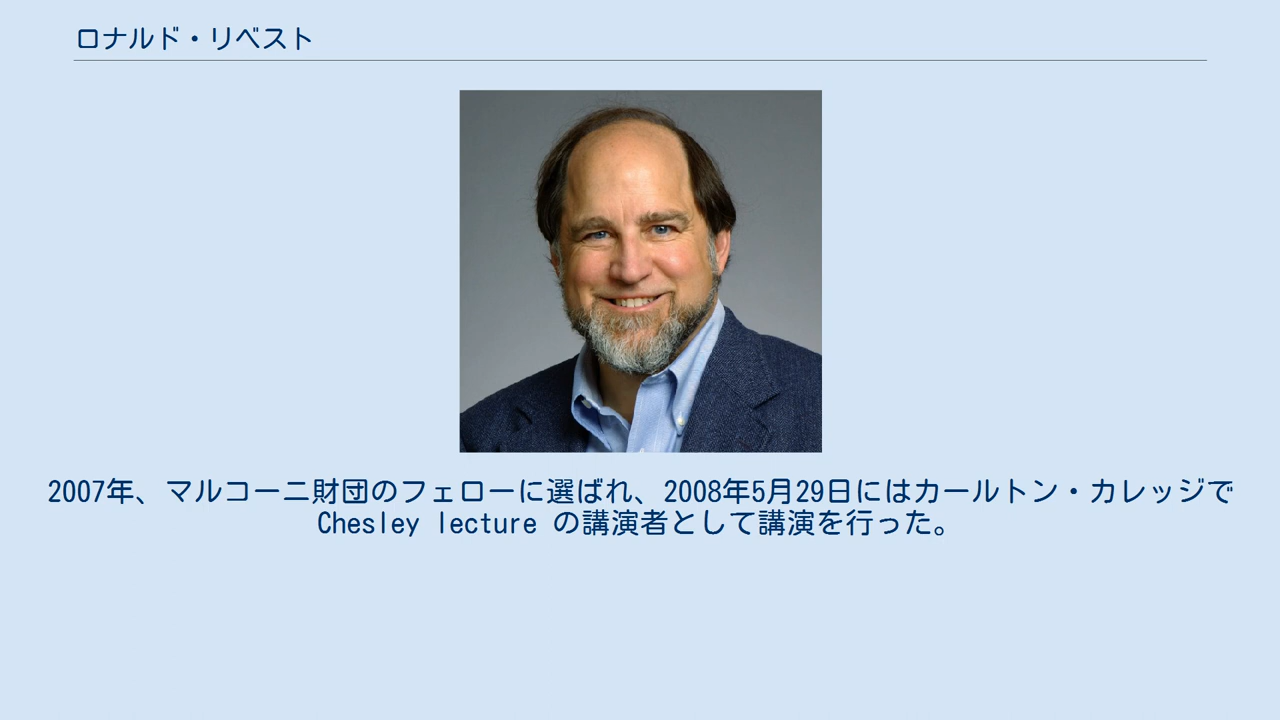 ロナルド・リベスト
2007年、マルコーニ財団のフェローに選ばれ、2008年5月29日にはカールトン・カレッジで
Chesley lecture の講演者として講演を行った。